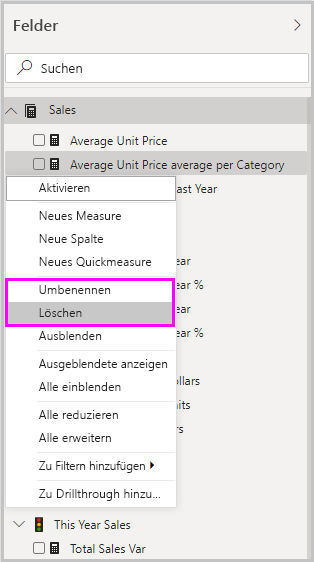 Felder
Suchen
Sales
Average Unit Price
Average Unit Price average per Category
Aktivieren
ast Year
Neues Measure
Neue Spalte
Neues Quickmeasure
ear
Umbenennen
ear %
Löschen
ear
Ausblenden
ear %
Ausgeblendete anzeigen
Alle einblenden
ollars
Alle reduzieren
its
Alle erweitern
rs
Zu Filtern hinzufügen
Zu Drillthrough hinzu...
This Year Sales
Total Sales Var